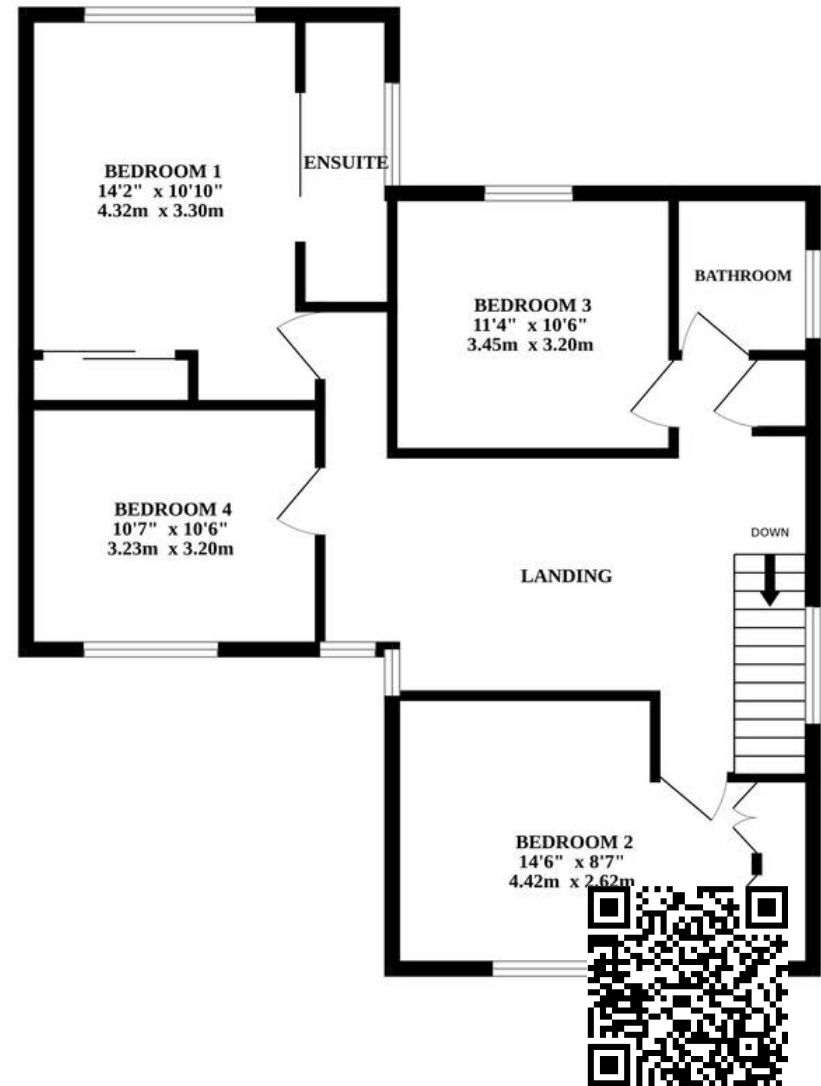 BEDROOM 1
14'2" x 10'10"
4.32m x 3.30m
ENSUITE
BEDROOM 3
11'4" x 10'6"
3.45m x 3.20m
BATHROOM
BEDROOM 4
10'7" x 10'6"
3.23m x 3.20m
DOWN
LANDING
BEDROOM 2
14'6" x 8'7"
4.42m x 2.62m